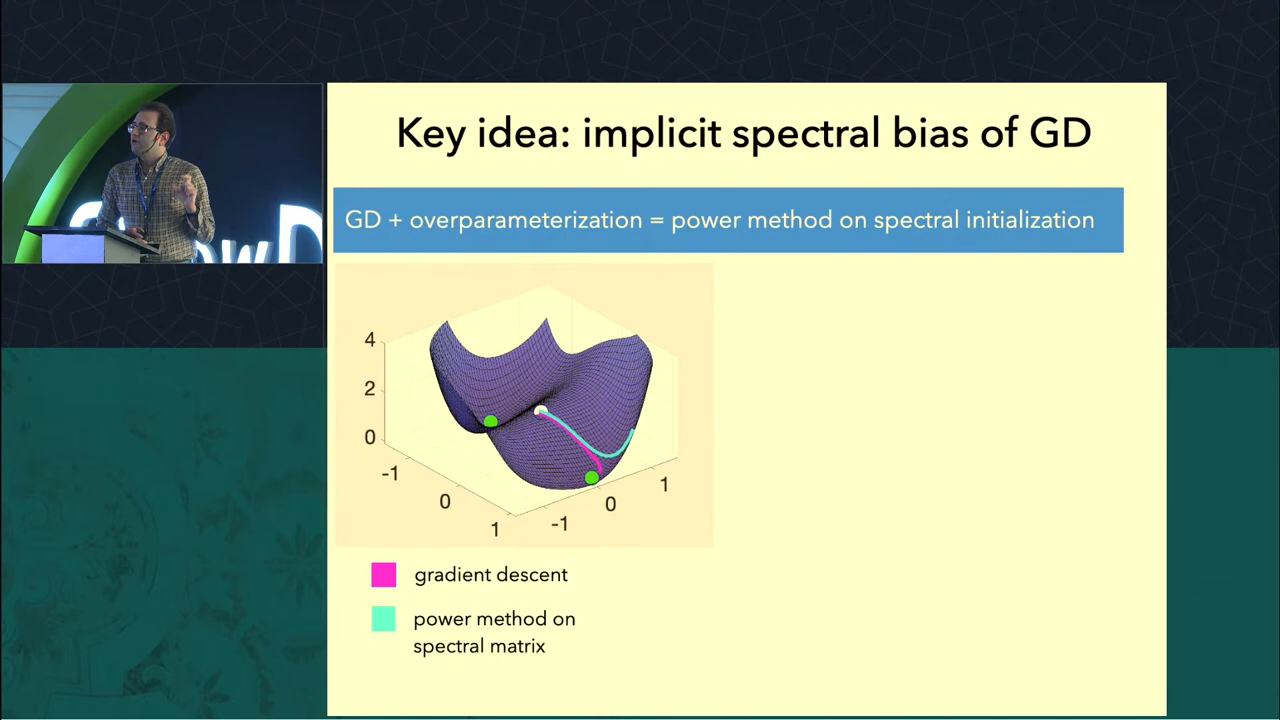 Key idea: implicit spectral bias of GD
GD + overparameterization = power method on spectral initialization
4
2
0
-1
0
1
-1
0
1
gradient descent
power method on
spectral matrix